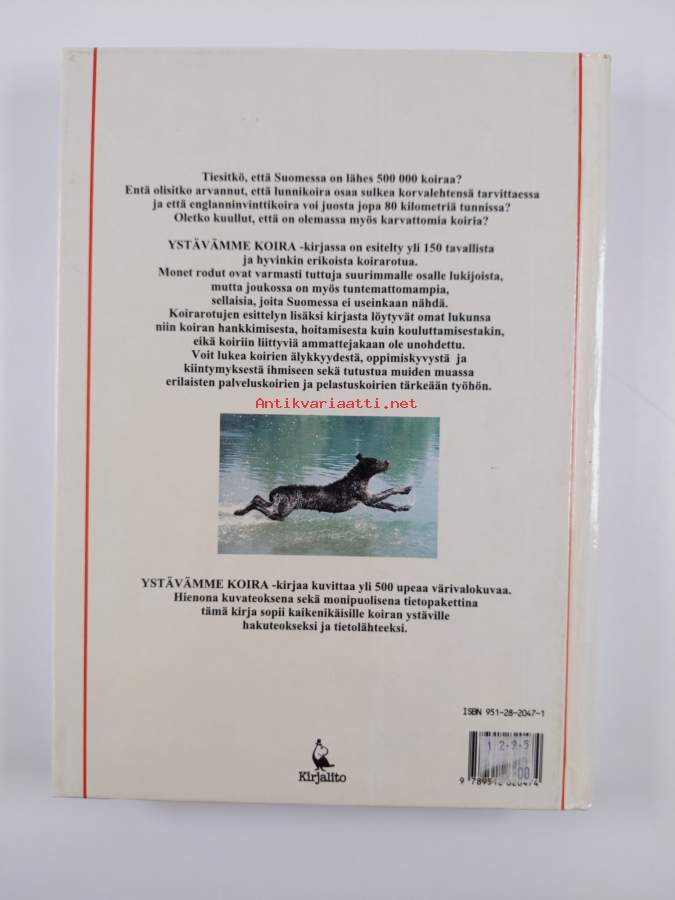 Tiesitkö, että Suomessa on lähes 500 000 koiraa?
Entä olisitko arvannut, että lunnikoira osaa sulkea korvalehtensä tarvittaessa
ja että englanninvinttikoira voi juosta jopa 80 kilometriä tunnissa?
Oletko kuullut, että on olemassa myös karvattomia koiria?
YSTÄVÄMME KOIRA -kirjassa on esitelty yli 150 tavallista
ja hyvinkin erikoista koirarotua.
Monet rodut ovat varmasti tuttuja suurimmalle osalle lukijoista,
mutta joukossa on myös tuntemattomampia,
sellaisia, joita Suomessa ei useinkaan nähdä.
Koirarotujen esittelyn lisäksi kirjasta löytyvät omat lukunsa
niin koiran hankkimisesta, hoitamisesta kuin kouluttamisestakin,
eikä koiriin liittyviä ammattejakaan ole unohdettu.
Voit lukea koirien älykkyydestä, oppimiskyvystä ja
kiintymyksestä ihmiseen sekä tutustua muiden muassa
erilaisten palveluskoirien ja pelastuskoirien tärkeään työhön.
Antikvariaatti.net
YSTÄVÄMME KOIRA -kirjaa kuvittaa yli 500 upeaa värivalokuvaa.
Hienona kuvateoksena sekä monipuolisena tietopakettina
tämä kirja sopii kaikenikäisille koiran ystäville
hakuteokseksi ja tietolähteeksi.
ISBN 951-28-2047-1
Kirjalito